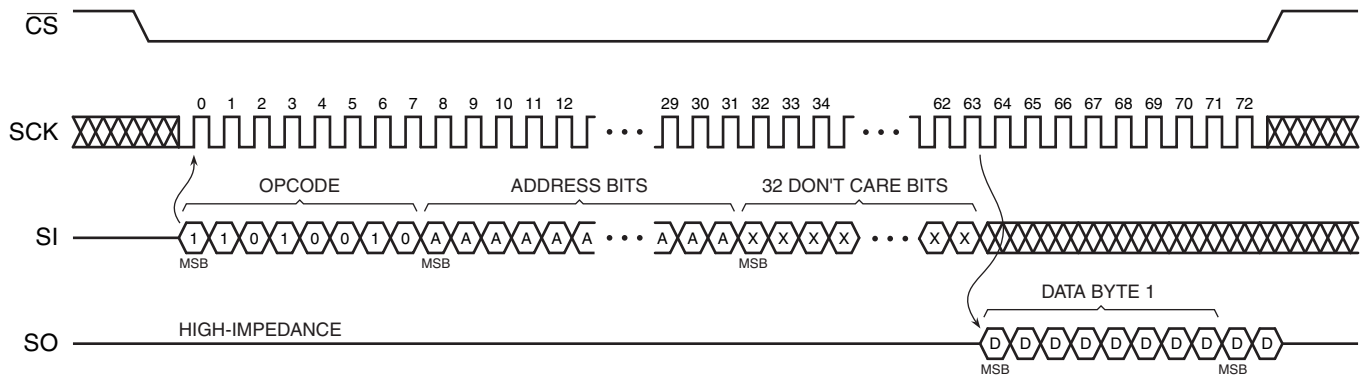 CS
0 1 2 3 4 5 6 7 8 9 10 11 12 29 30 31 32 33 34 62 63 64 65 66 67 68 69 70 71 72
SCK
OPCODE ADDRESS BITS 32 DON'T CARE BITS
SI 1 1 0 1 0 0 1 0 A A A A A A A A A X X X X X X
MSB MSB MSB
DATA BYTE 1
HIGH-IMPEDANCE
SO D D D D D D D D D D
MSB MSB